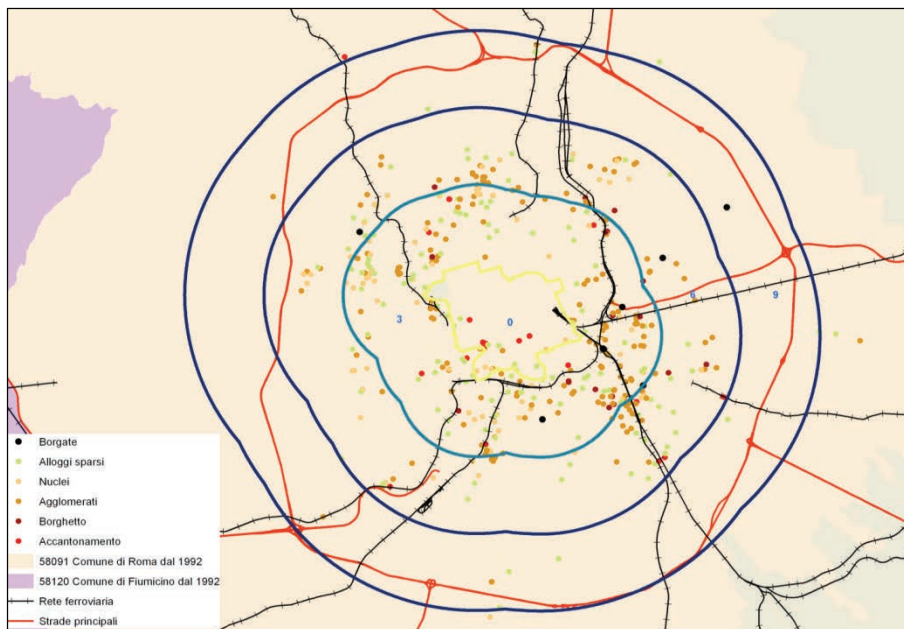 3
0
6
9
Borgate
Alloggi sparsi
Nuclei
Agglomerati
Borghetto
Accantonamento
58091 Comune di Roma dal 1992
58120 Comune di Fiumicino dal 1992
Rete ferroviaria
Strade principali